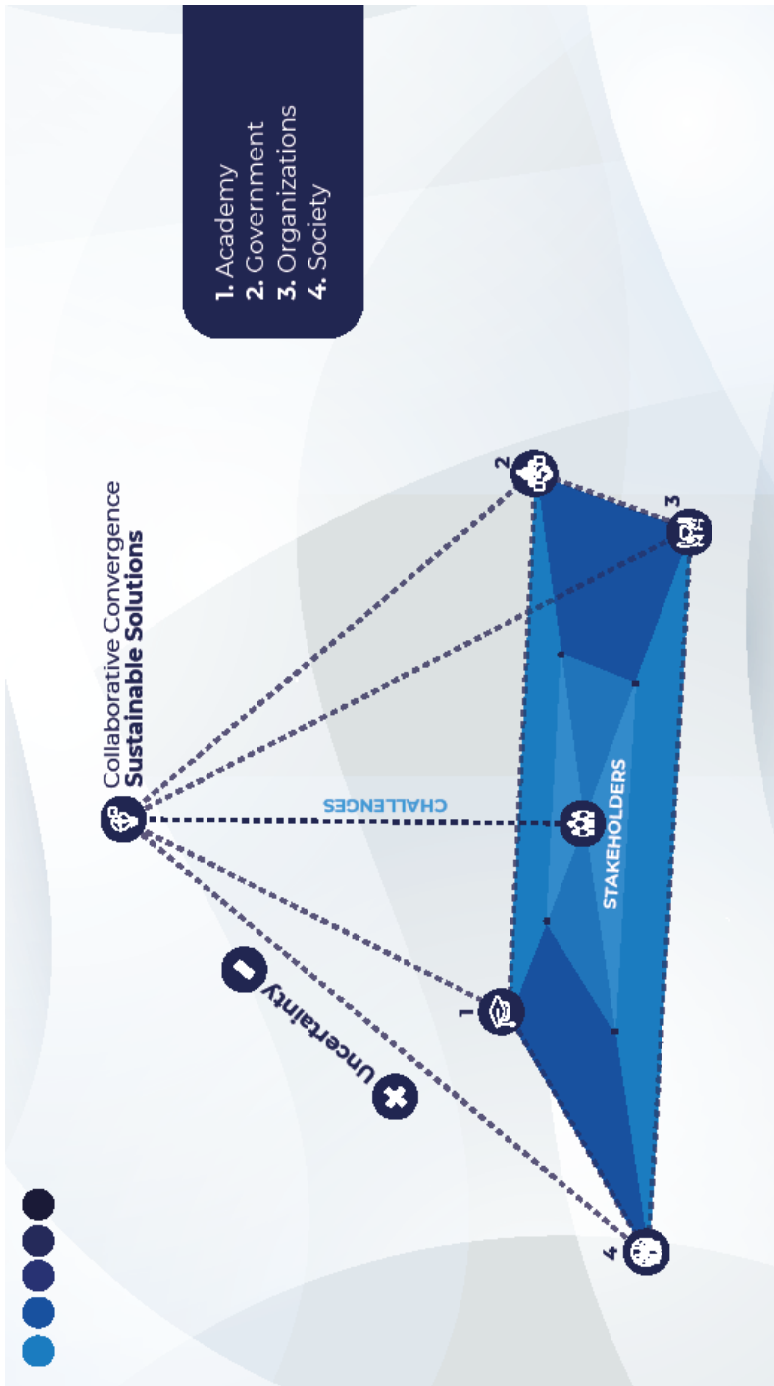 Collaborative Convergence
Sustainable Solutions
1. Academy
2. Government
3. Organizations
4. Society
Uncertainty
CHALLENGES
1
2
STAKEHOLDERS
4
3